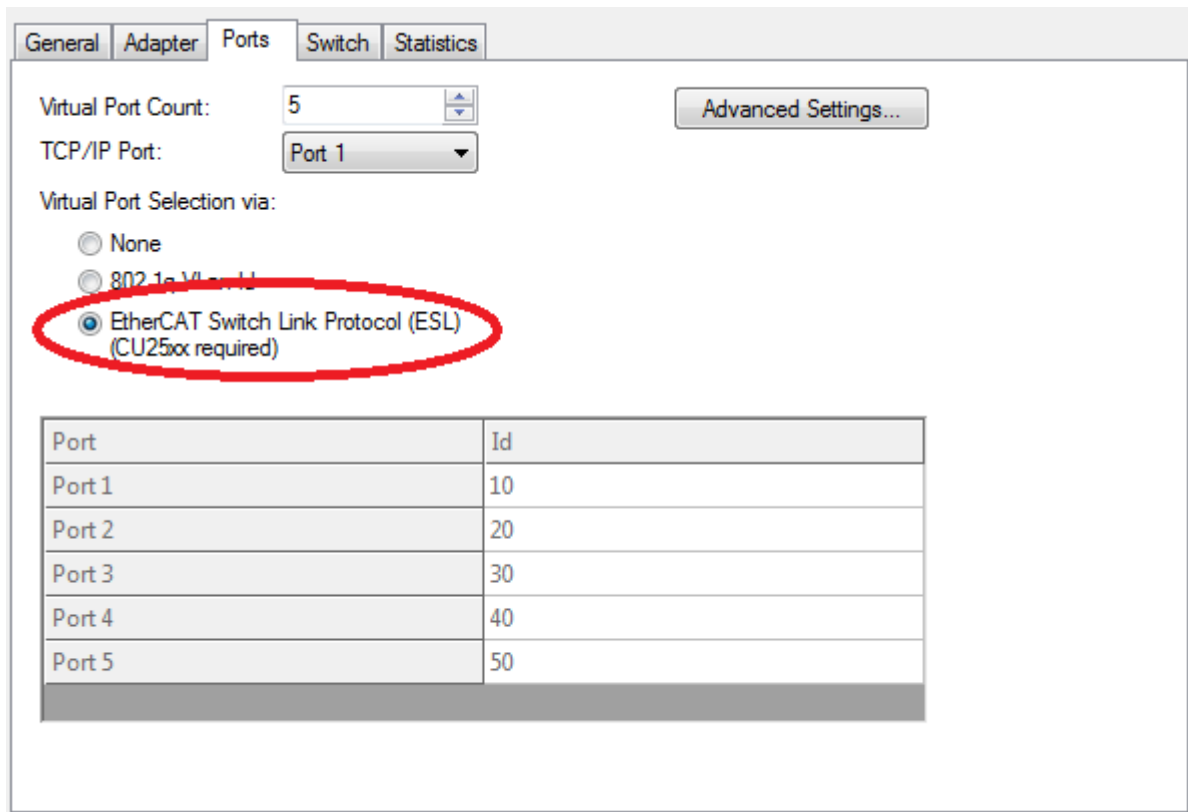 General Adapter Ports Switch Statistics
Virtual Port Count: 5 Advanced Settings...
TCP/IP Port: Port 1
Virtual Port Selection via:
None
802.1q VLan Id
EtherCAT Switch Link Protocol (ESL)
(CU25xx required)
Port Id
Port 1 10
Port 2 20
Port 3 30
Port 4 40
Port 5 50